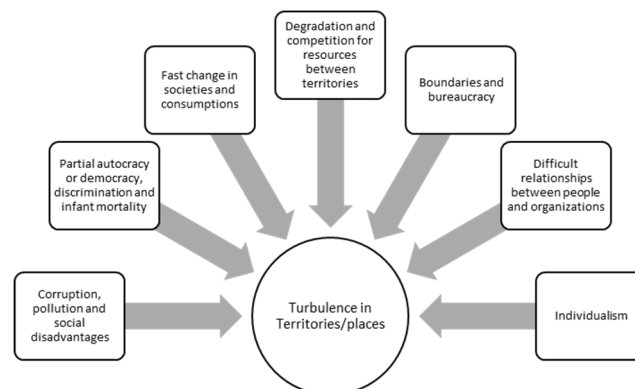 Degradation and
competition for
resources
between
territories
Fast change in
societies and
consumptions
Boundaries and
bureaucracy
Partial autocracy
or democracy,
discrimination and
infant mortality
Difficult
relationships
between people
and organizations
Corruption,
pollution and
social
disadvantages
Turbulence in
Territories/places
Individualism